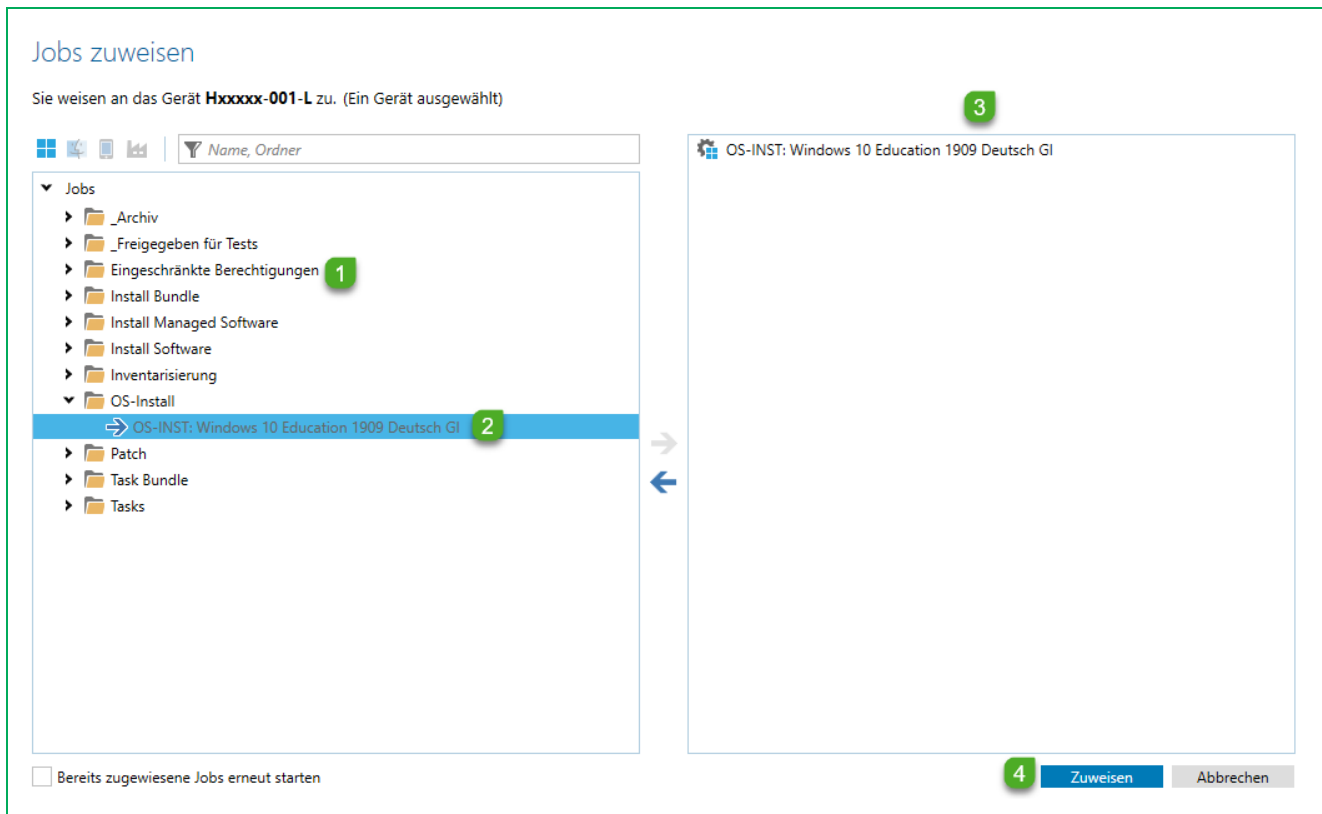 Jobs zuweisen
Sie weisen an das Gerät Hxxxxx-001-L zu. (Ein Gerät ausgewählt)
3
Name, Ordner
OS-INST: Windows 10 Education 1909 Deutsch GI
Jobs
_Archiv
_Freigegeben für Tests
Eingeschränkte Berechtigungen 1
Install Bundle
Install Managed Software
Install Software
Inventarisierung
OS-Install
OS-INST: Windows 10 Education 1909 Deutsch GI 2
Patch
Task Bundle
Tasks
Bereits zugewiesene Jobs erneut starten
4 Zuweisen Abbrechen